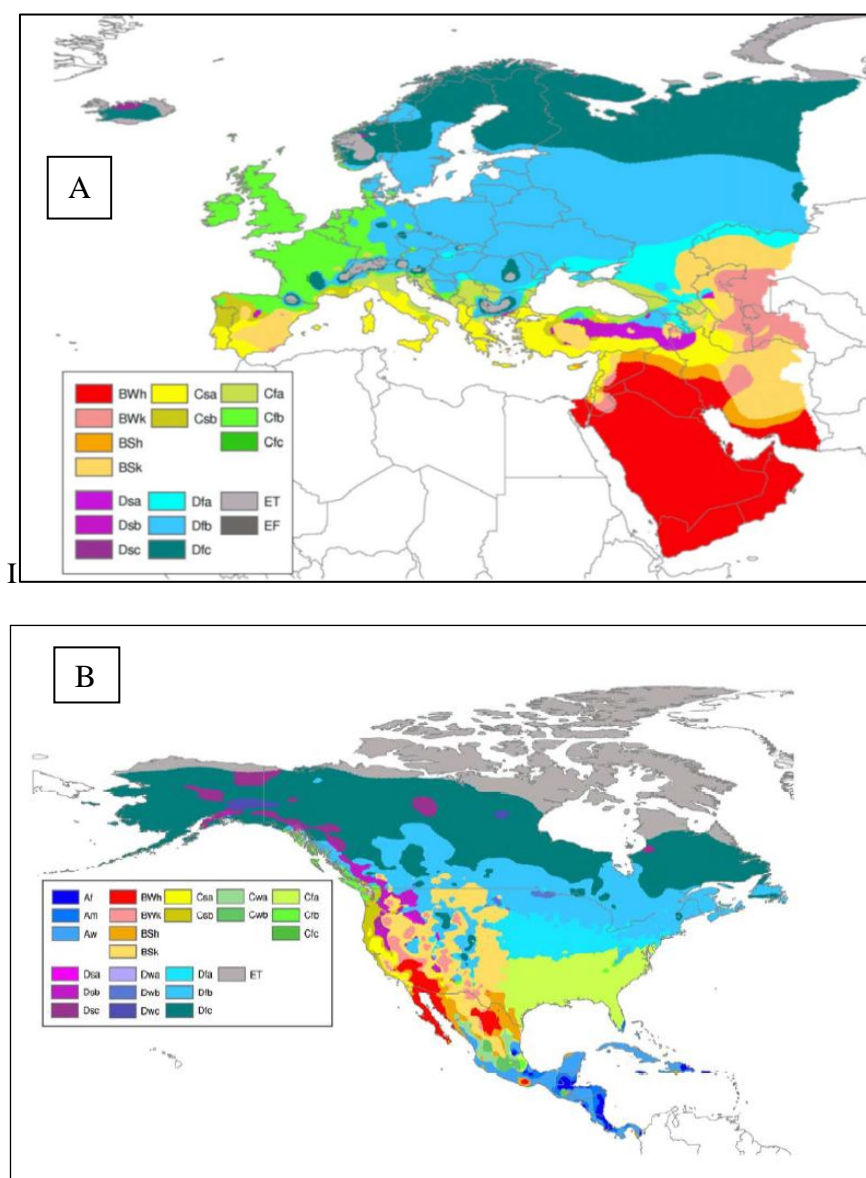 A
BWh Csa Cfa
BWk Csb Cfb
BSh Cfc
BSk
Dsa Dfa ET
Dsb Dfb EF
Dsc Dfc
I
B
Af BWh Csa Cwa Cfa
Am BWk Csb Cwb Cfb
Aw BSh Cfc
BSk
Dsa Dwa Dfa ET
Dsb Dwb Dfb
Dsc Dwc Dfc